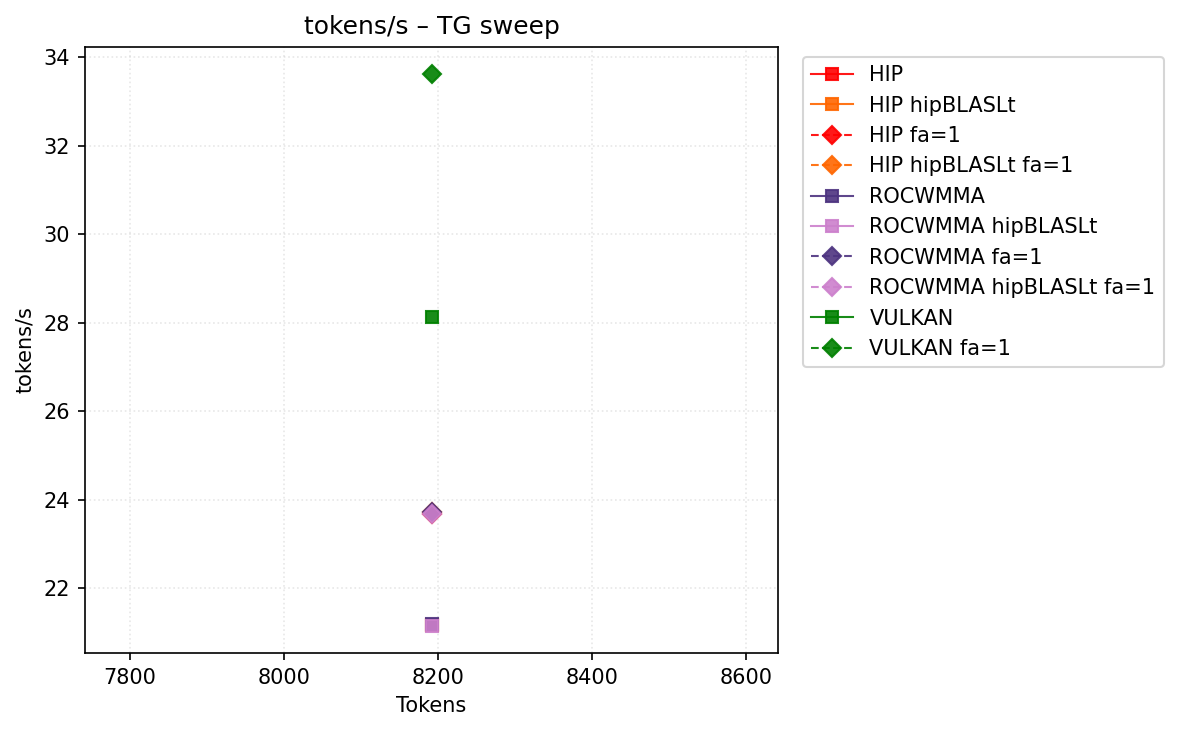 tokens/s – TG sweep
34
32
30
28
26
24
22
tokens/s
7800
8000
8200
8400
8600
Tokens
HIP
HIP hipBLASLt
HIP fa=1
HIP hipBLASLt fa=1
ROCWMMA
ROCWMMA hipBLASLt
ROCWMMA fa=1
ROCWMMA hipBLASLt fa=1
VULKAN
VULKAN fa=1